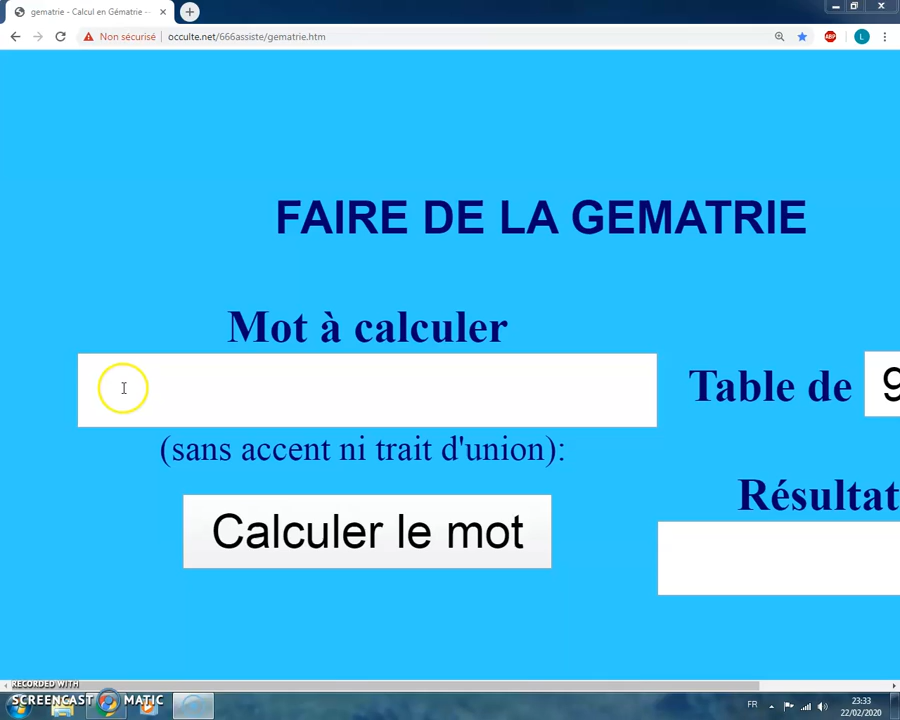 gematrie - Calcul en Gématrie -
Non sécurisé
occulte.net/666assiste/gematrie.htm
ABP
L
FAIRE DE LA GEMATRIE
Mot à calculer
Table de 9
(sans accent ni trait d'union):
Résultat
Calculer le mot
RECORDED WITH
SCREENCAST MATIC
FR
23:33
22/02/2020